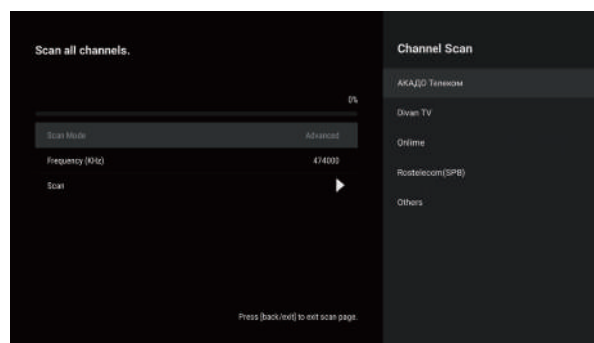 Scan all channels.
0%
Scan Mode Advanced
Frequency (KHz) 474000
Scan
Press [back/exit] to exit scan page.
Channel Scan
АКАДО Телеком
Divan TV
Onlime
Rostelecom(SPB)
Others